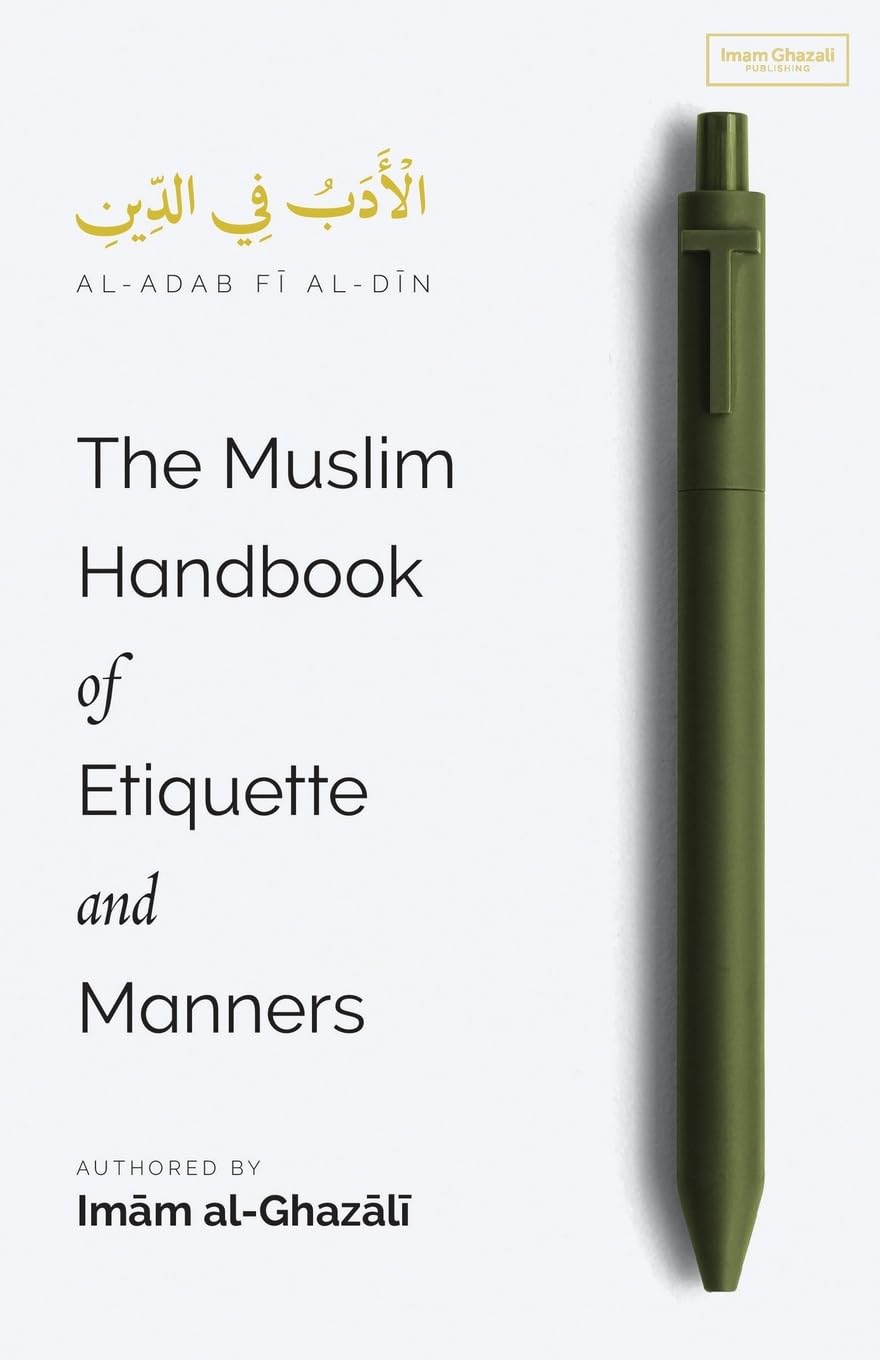 Imam Ghazali
PUBLISHING
الْأَدَبُ فِي الدِّينِ
AL-ADAB FĪ AL-DĪN
The Muslim
Handbook
of
Etiquette
and
Manners
AUTHORED BY
Imām al-Ghazālī